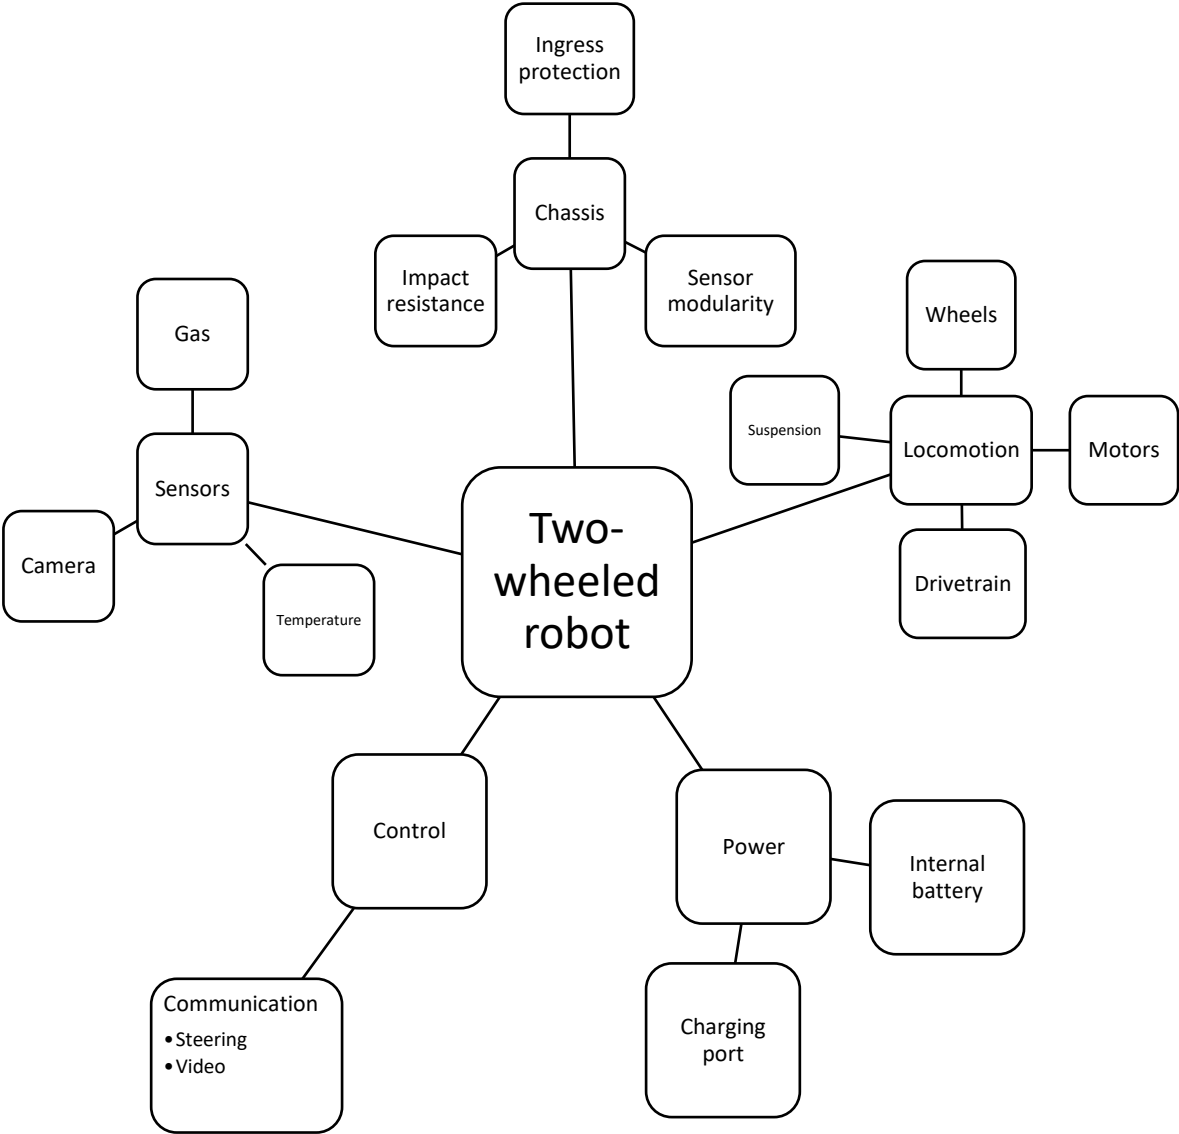 Ingress
protection
Chassis
Impact
resistance
Sensor
modularity
Gas
Sensors
Camera
Temperature
Wheels
Suspension
Locomotion
Motors
Drivetrain
Two-
wheeled
robot
Control
Communication
•Steering
•Video
Power
Internal
battery
Charging
port